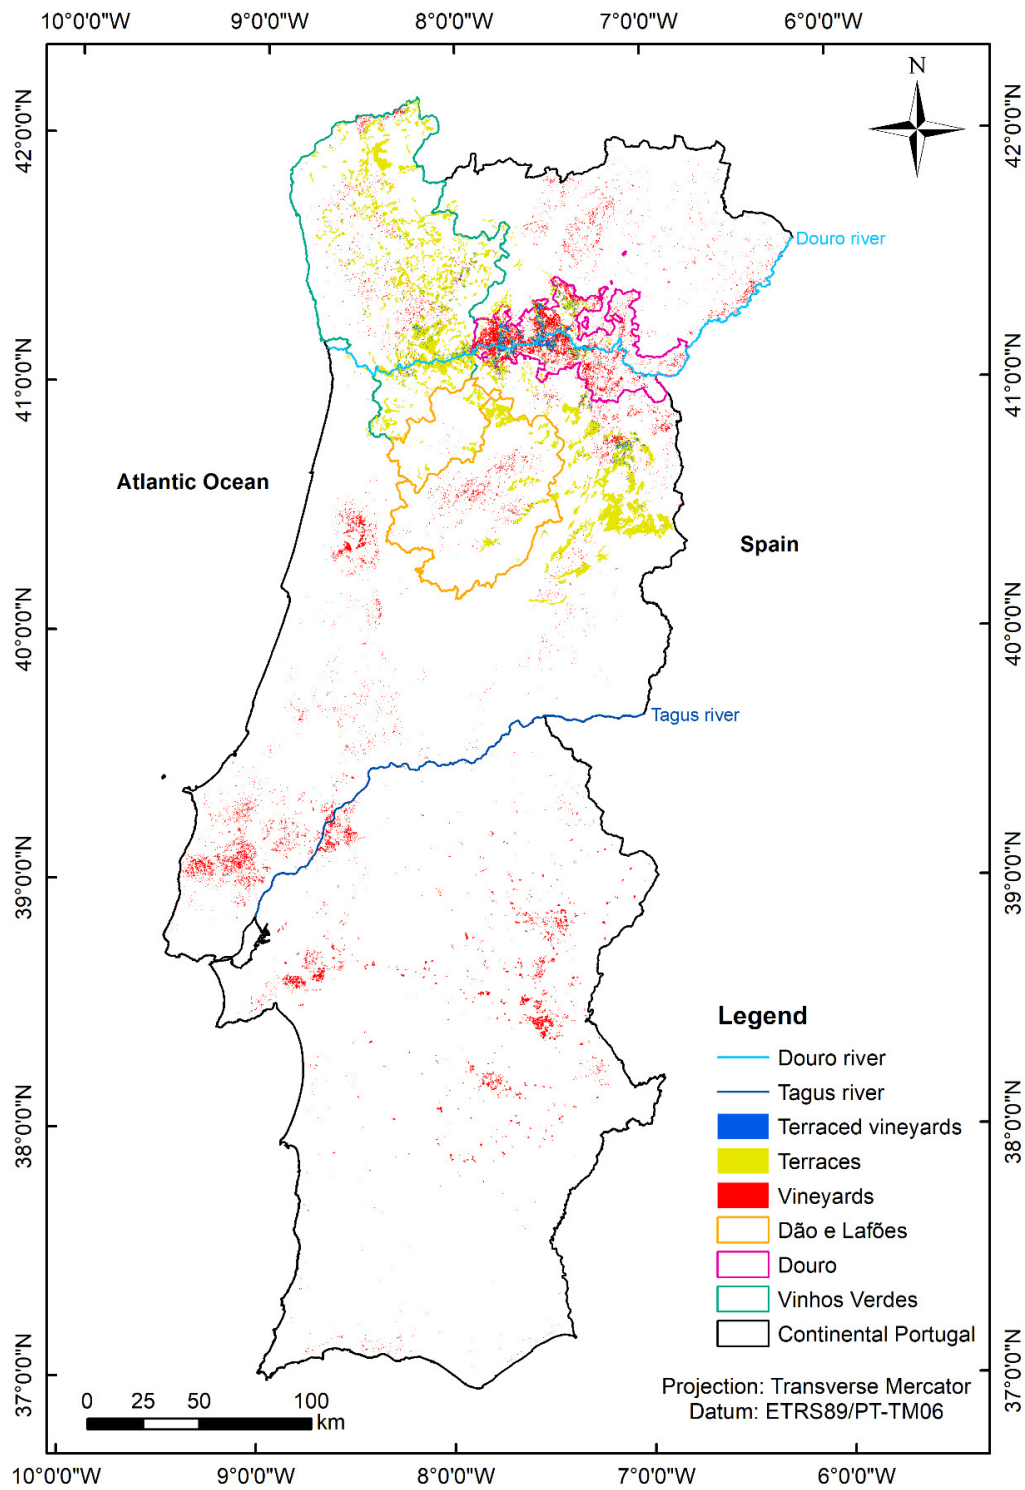 10°0'0"W 9°0'0"W 8°0'0"W 7°0'0"W 6°0'0"W
N
42°0'0"N
42°0'0"N
Douro river
41°0'0"N
41°0'0"N
Atlantic Ocean
Spain
40°0'0"N
40°0'0"N
Tagus river
39°0'0"N
39°0'0"N
Legend
Douro river
Tagus river
Terraced vineyards
Terraces
Vineyards
Dão e Lafões
Douro
Vinhos Verdes
Continental Portugal
38°0'0"N
38°0'0"N
37°0'0"N
37°0'0"N
Projection: Transverse Mercator
Datum: ETRS89/PT-TM06
0 25 50 100
km
10°0'0"W 9°0'0"W 8°0'0"W 7°0'0"W 6°0'0"W